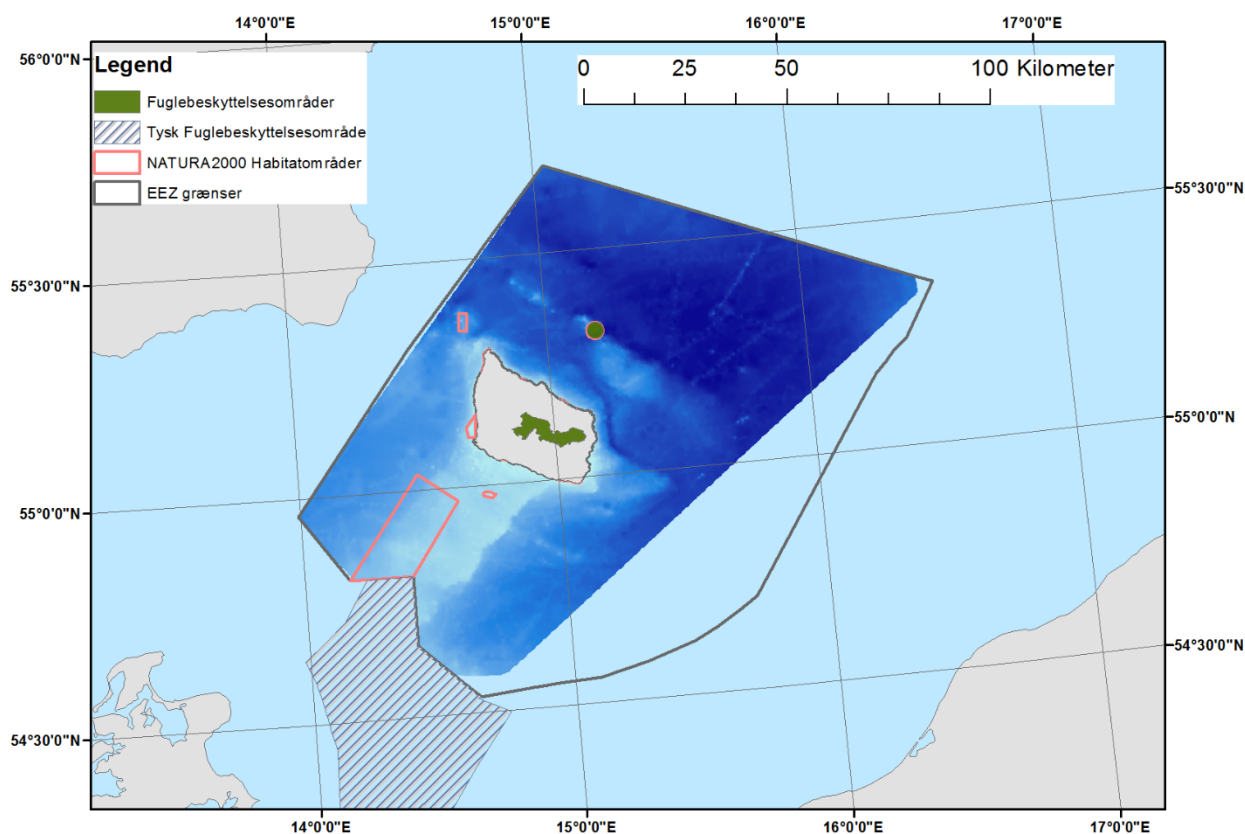 14°0'0"E 15°0'0"E 16°0'0"E 17°0'0"E
56°0'0"N
Legend
Fuglebeskyttelsesområder
Tysk Fuglebeskyttelsesområde
NATURA2000 Habitatområder
EEZ grænser
0 25 50 100 Kilometer
55°30'0"N
55°30'0"N
55°0'0"N
55°0'0"N
54°30'0"N
54°30'0"N
14°0'0"E 15°0'0"E 16°0'0"E 17°0'0"E